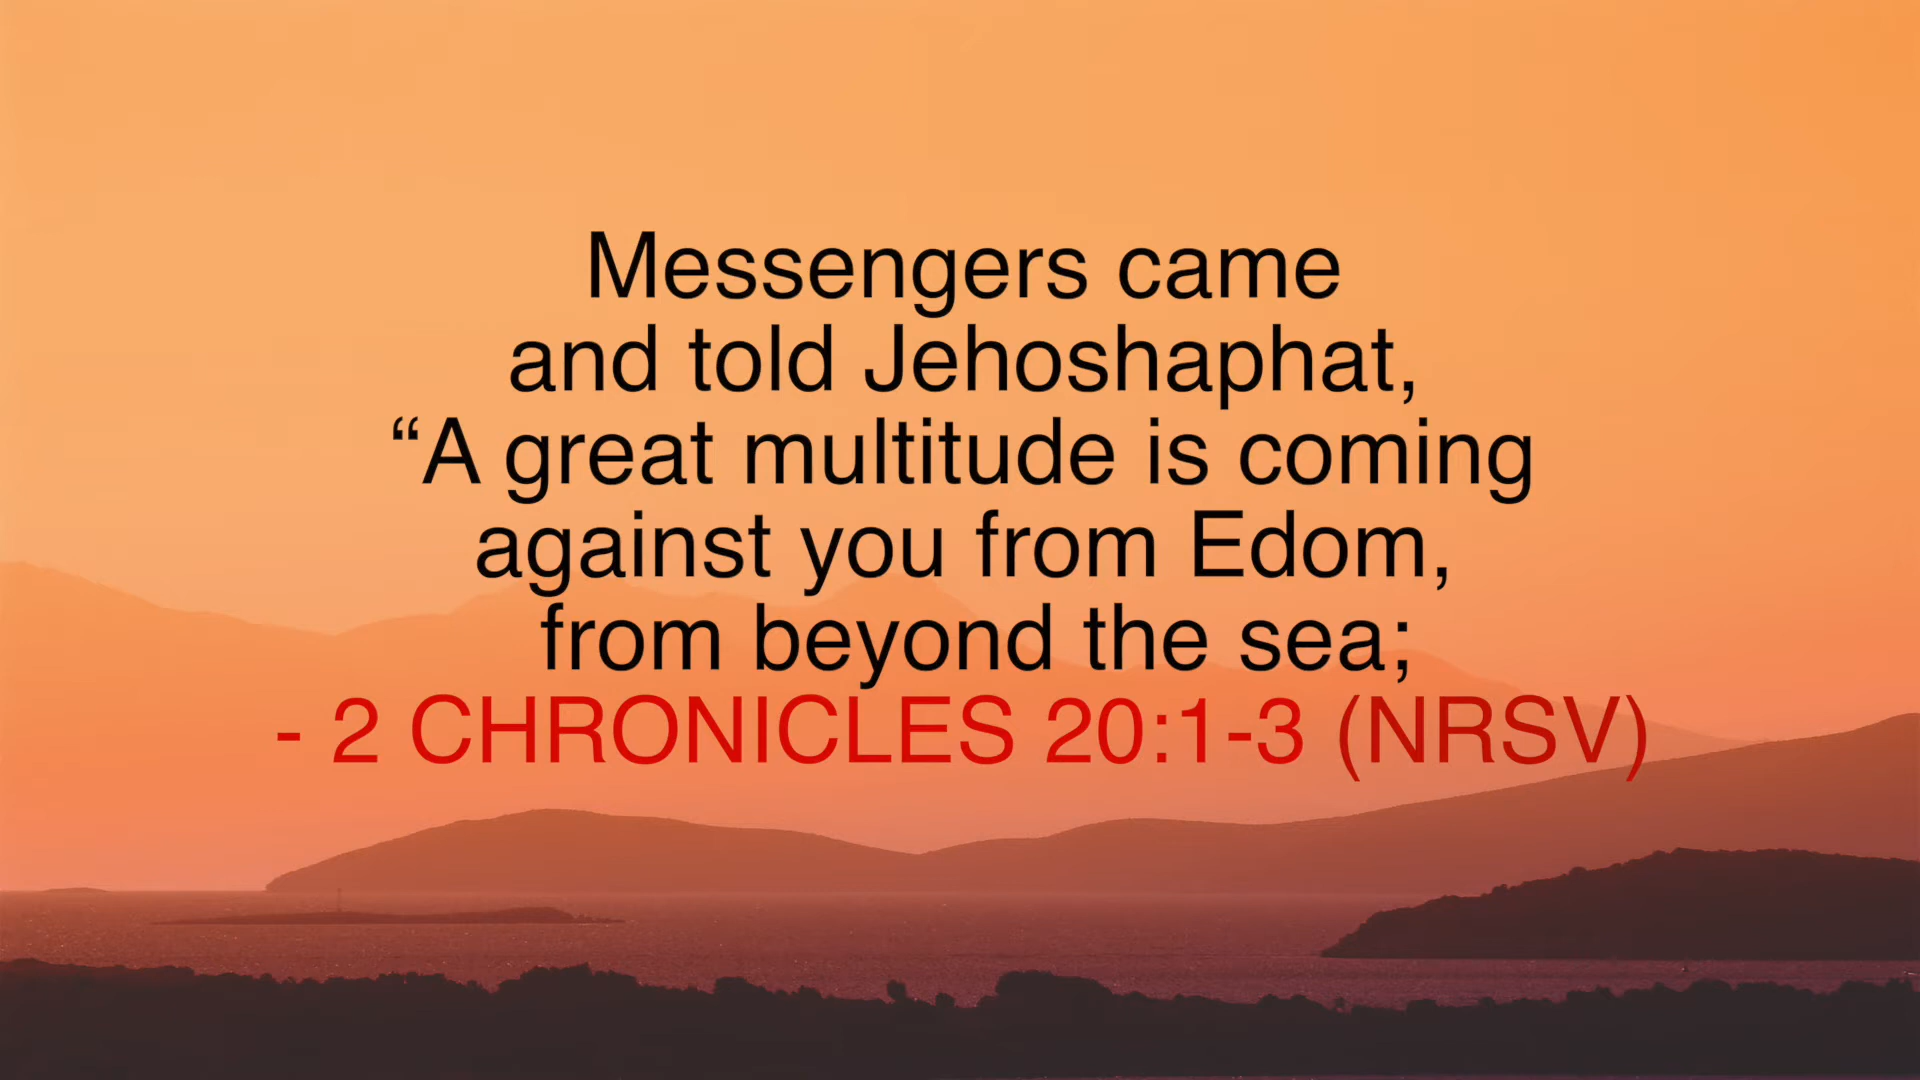 Messengers came
and told Jehoshaphat,
“A great multitude is coming
against you from Edom,
from beyond the sea;
- 2 CHRONICLES 20:1-3 (NRSV)